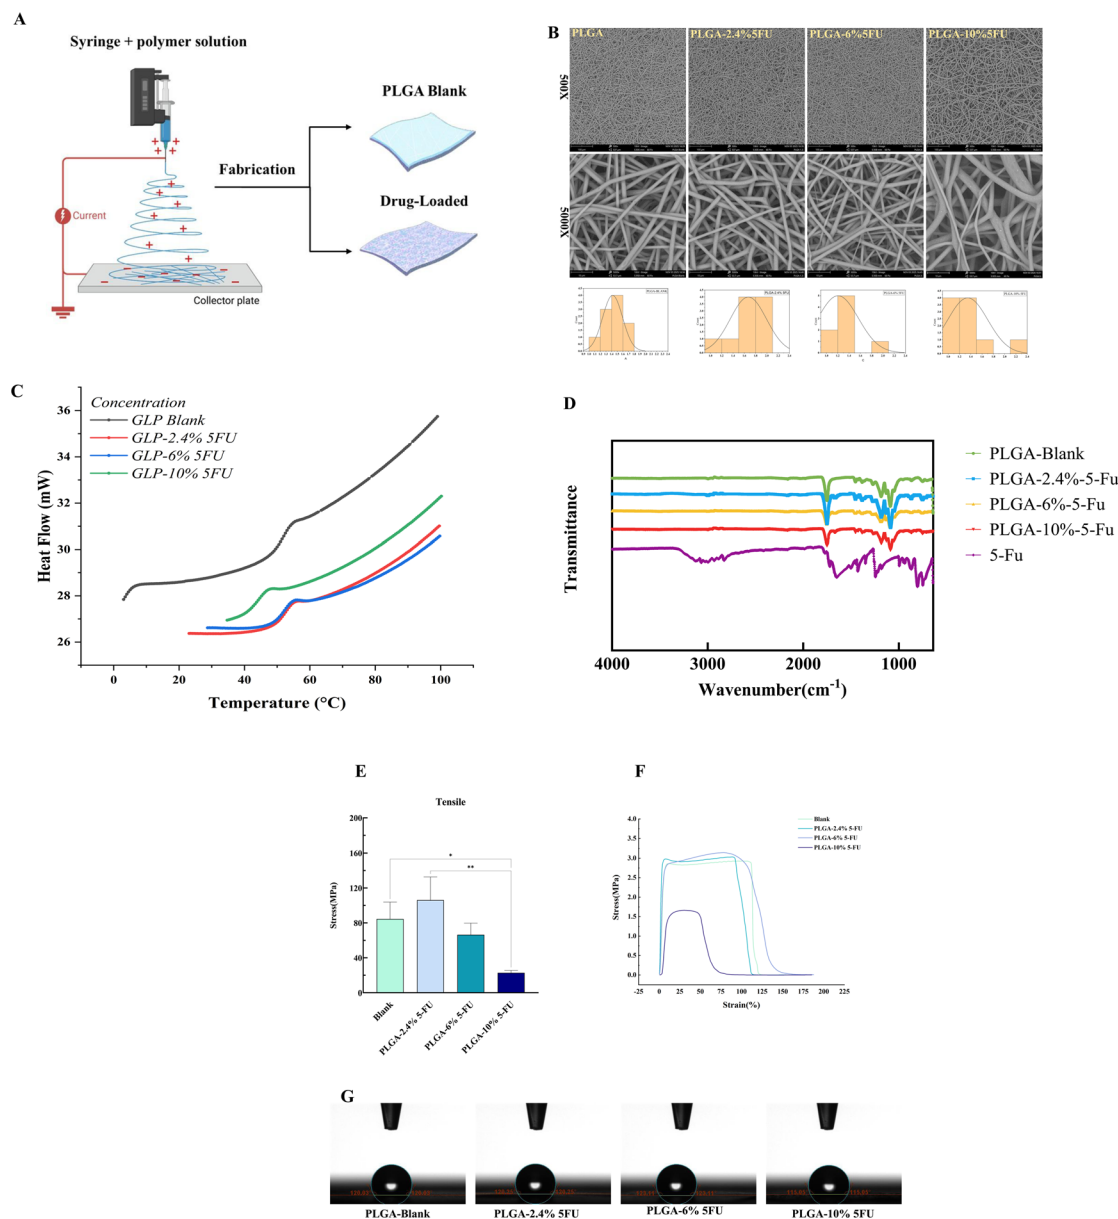 A
Syringe + polymer solution
Current
Collector plate
Fabrication
PLGA Blank
Drug-Loaded
B
PLGA
PLGA-2.4%5FU
PLGA-6%5FU
PLGA-10%5FU
500X
5000X
C
Concentration
GLP Blank
GLP-2.4% 5FU
GLP-6% 5FU
GLP-10% 5FU
Heat Flow (mW)
36
34
32
30
28
26
0
20
40
60
80
100
Temperature (°C)
D
PLGA-Blank
PLGA-2.4%-5-Fu
PLGA-6%-5-Fu
PLGA-10%-5-Fu
5-Fu
Transmittance
4000
3000
2000
1000
Wavenumber(cm-1)
E
Tensile
*
**
Stress(MPa)
200
160
120
80
40
0
Blank
PLGA-2.4% 5-FU
PLGA-6% 5-FU
PLGA-10% 5-FU
F
Blank
PLGA-2.4% 5-FU
PLGA-6% 5-FU
PLGA-10% 5-FU
Stress(MPa)
4.0
3.5
3.0
2.5
2.0
1.5
1.0
0.5
0.0
-25
0
25
50
75
100
125
150
175
200
225
Strain(%)
G
PLGA-Blank
PLGA-2.4% 5FU
PLGA-6% 5FU
PLGA-10% 5FU